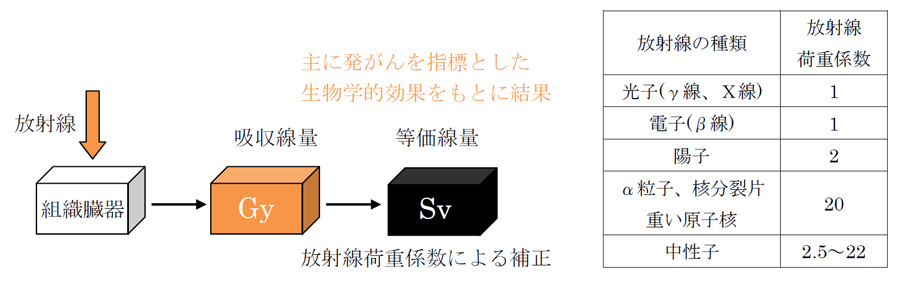 主に発がんを指標とした
生物学的効果をもとに結果
放射線
吸収線量
等価線量
組織臓器
Gy
Sv
放射線荷重係数による補正
放射線の種類
放射線
荷重係数
光子(γ線、X線)
1
電子(β線)
1
陽子
2
α粒子、核分裂片
重い原子核
20
中性子
2.5～22